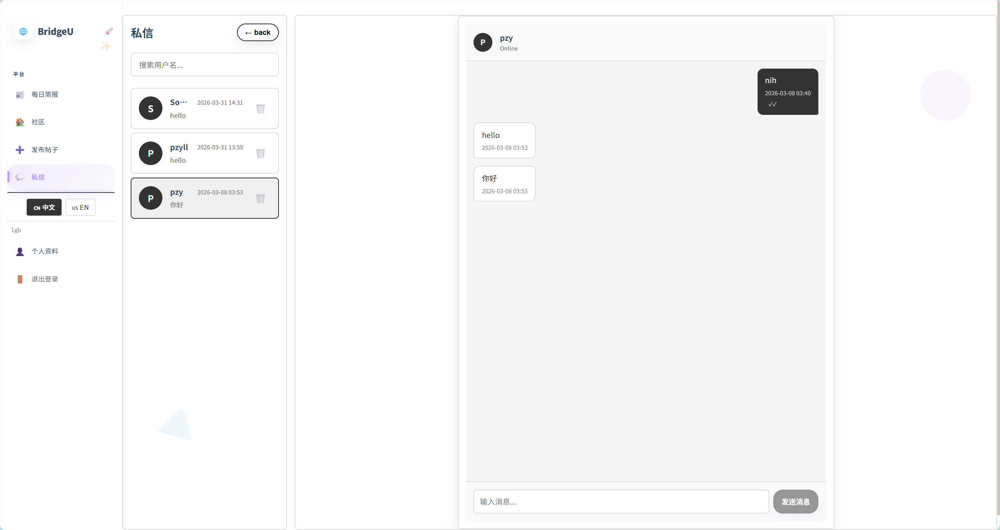 BridgeU
平台
每日简报
社区
发布帖子
私信
CN 中文
us EN
lgh
个人资料
退出登录
私信
← back
搜索用户名...
S
So… 2026-03-31 14:31
hello
P
pzyll 2026-03-31 13:59
hello
P
pzy 2026-03-08 03:53
你好
P
pzy
Online
nih
2026-03-08 03:40
✓✓
hello
2026-03-08 03:53
你好
2026-03-08 03:53
输入消息...
发送消息